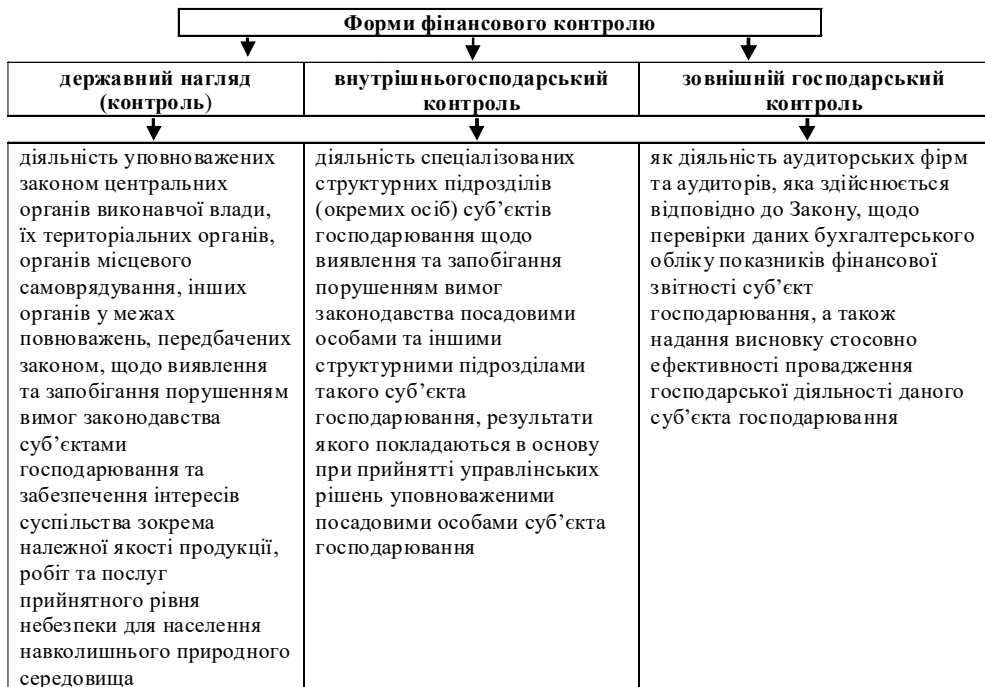 Форми фінансового контролю
державний нагляд
(контроль)
внутрішньогосподарський
контроль
зовнішній господарський
контроль
діяльність уповноважених
законом центральних
органів виконавчої влади,
їх територіальних органів,
органів місцевого
самоврядування, інших
органів у межах
повноважень, передбачених
законом, щодо виявлення
та запобігання порушенням
вимог законодавства
суб’єктами
господарювання та
забезпечення інтересів
суспільства зокрема
належної якості продукції,
робіт та послуг
прийнятного рівня
небезпеки для населення
навколишнього природного
середовища
діяльність спеціалізованих
структурних підрозділів
(окремих осіб) суб’єктів
господарювання щодо
виявлення та запобігання
порушенням вимог
законодавства посадовими
особами та іншими
структурними підрозділами
такого суб’єкта
господарювання, результати
якого покладаються в основу
при прийнятті управлінських
рішень уповноваженими
посадовими особами суб’єкта
господарювання
як діяльність аудиторських фірм
та аудиторів, яка здійснюється
відповідно до Закону, щодо
перевірки даних бухгалтерського
обліку показників фінансової
звітності суб’єкт
господарювання, а також
надання висновку стосовно
ефективності провадження
господарської діяльності даного
суб’єкта господарювання